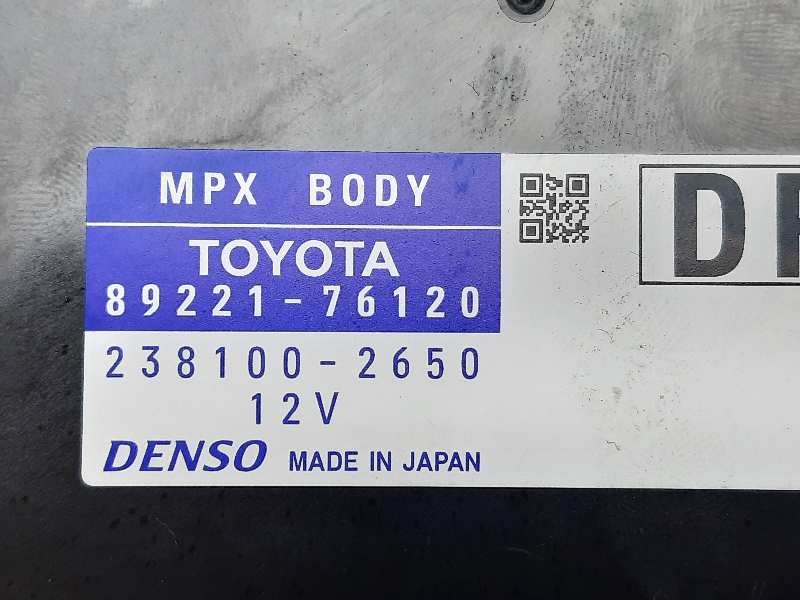 MPX BODY
TOYOTA
89221-76120
238100-2650
12V
DENSO MADE IN JAPAN
D